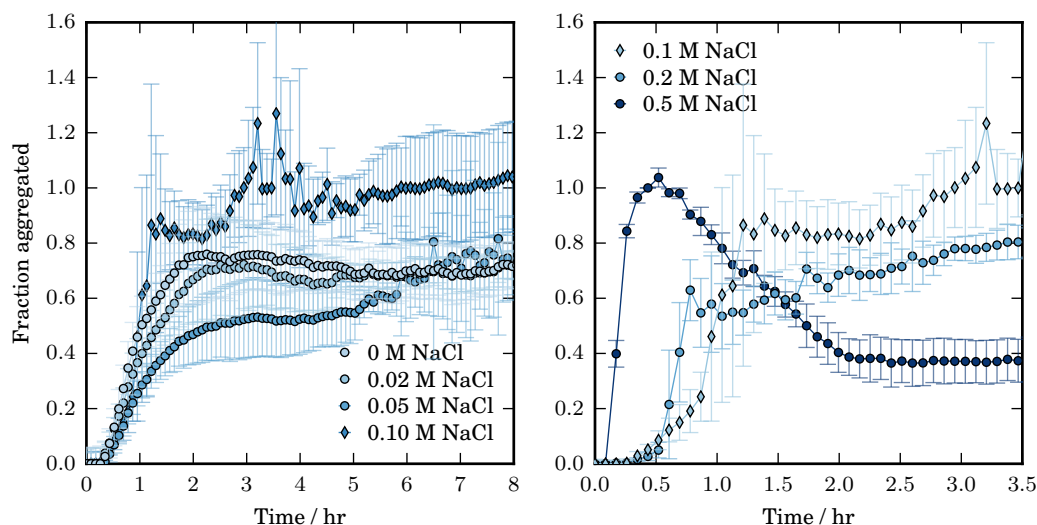 1.6
1.4
1.2
1.0
0.8
0.6
0.4
0.2
0.0
Fraction aggregated
0 M NaCl
0.02 M NaCl
0.05 M NaCl
0.10 M NaCl
0 1 2 3 4 5 6 7 8
Time / hr
1.6
1.4
1.2
1.0
0.8
0.6
0.4
0.2
0.0
0.1 M NaCl
0.2 M NaCl
0.5 M NaCl
0.0 0.5 1.0 1.5 2.0 2.5 3.0 3.5
Time / hr